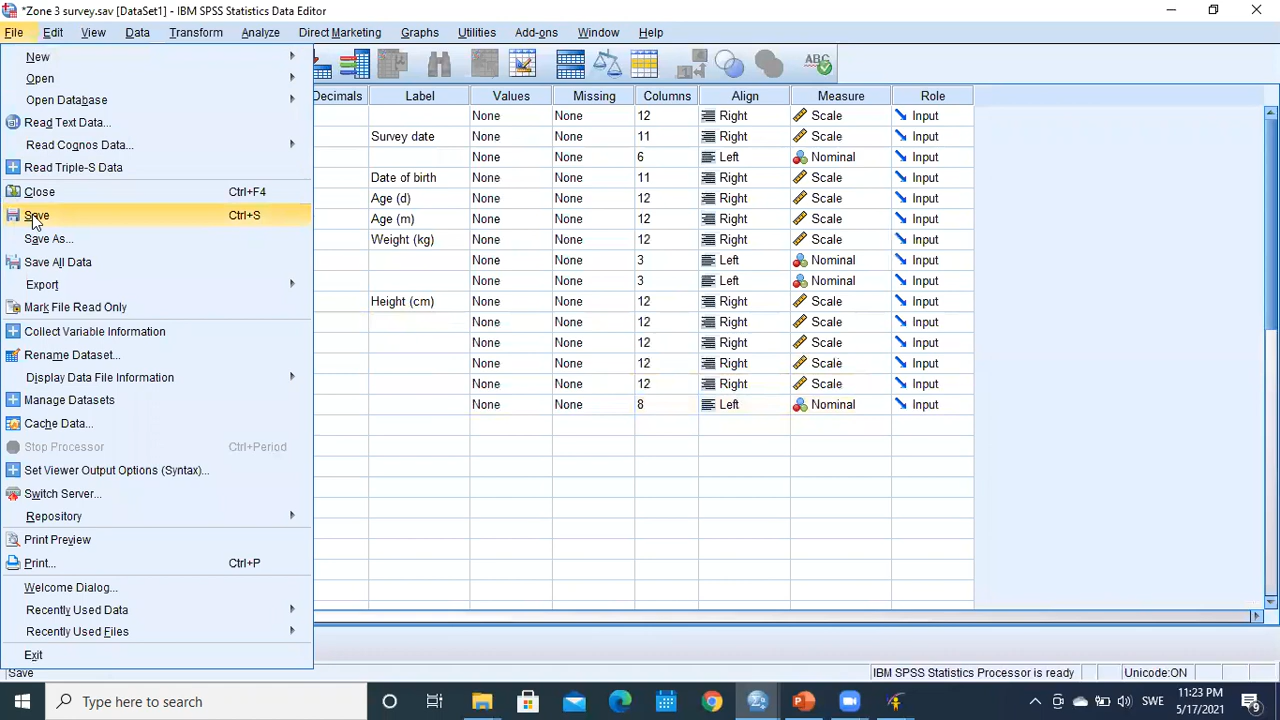 *Zone 3 survey.sav [DataSet1] - IBM SPSS Statistics Data Editor
File Edit View Data Transform Analyze Direct Marketing Graphs Utilities Add-ons Window Help
New
Open
Open Database
Read Text Data...
Read Cognos Data...
Read Triple-S Data
Close Ctrl+F4
Save Ctrl+S
Save As...
Save All Data
Export
Mark File Read Only
Collect Variable Information
Rename Dataset...
Display Data File Information
Manage Datasets
Cache Data...
Stop Processor Ctrl+Period
Set Viewer Output Options (Syntax)...
Switch Server...
Repository
Print Preview
Print... Ctrl+P
Welcome Dialog...
Recently Used Data
Recently Used Files
Exit
ABC
Decimals Label Values Missing Columns Align Measure Role
None None 12 Right Scale Input
Survey date None None 11 Right Scale Input
None None 6 Left Nominal Input
Date of birth None None 11 Right Scale Input
Age (d) None None 12 Right Scale Input
Age (m) None None 12 Right Scale Input
Weight (kg) None None 12 Right Scale Input
None None 3 Left Nominal Input
None None 3 Left Nominal Input
Height (cm) None None 12 Right Scale Input
None None 12 Right Scale Input
None None 12 Right Scale Input
None None 12 Right Scale Input
None None 12 Right Scale Input
None None 8 Left Nominal Input
Save IBM SPSS Statistics Processor is ready Unicode:ON
Type here to search SWE 11:23 PM
5/17/2021 9